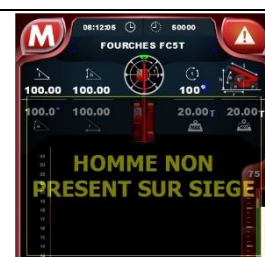 M 08:12:05 50000
FOURCHES FC5T
100.00 100.00 100°
100.0° 100.00 20.00T 20.00T
HOMME NON
PRESENT SUR SIEGE
75